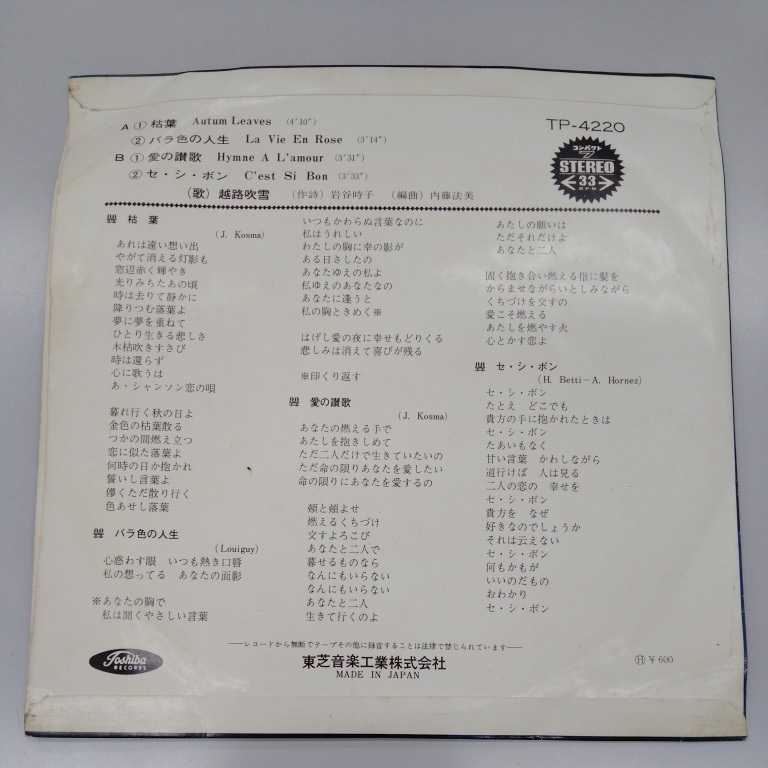 A ① 枯葉 Autum Leaves (4'10")
② バラ色の人生 La Vie En Rose (3'14")
B ① 愛の讃歌 Hymne A L'amour (3'31")
② セ・シ・ボン C'est Si Bon (3'33")
(歌) 越路吹雪 (作詩) 岩谷時子 (編曲) 内藤法美
TP-4220
コンパクト
STEREO
33
RPM
枯葉
(J. Kosma)
あれは遠い想い出
やがて消える灯影も
窓辺赤く輝やき
光りみちたあの頃
時は去りて静かに
降りつむ落葉よ
夢に夢を重ねて
ひとり生きる悲しさ
木枯吹きすさび
時は還らず
心に歌うは
あ・シャンソン恋の唄
暮れ行く秋の日よ
金色の枯葉散る
つかの間燃え立つ
恋に似た落葉よ
何時の日か抱かれ
誓いし言葉よ
儚くただ散り行く
色あせし落葉
バラ色の人生
(Louiguy)
心惑わす眼 いつも熱き口唇
私の想ってる あなたの面影
※あなたの胸で
私は聞くやさしい言葉
いつもかわらぬ言葉なのに
私はうれしい
わたしの胸に幸の影が
ある日さしたの
あなたゆえの私よ
私ゆえのあなたなの
あなたに逢うと
私の胸ときめく※
はげし愛の夜に幸せもどりくる
悲しみは消えて喜びが残る
※印くり返す
愛の讃歌
(J. Kosma)
あなたの燃える手で
あたしを抱きしめて
ただ二人だけで生きていたいの
ただ命の限りあなたを愛したい
命の限りにあなたを愛するの
頬と頬よせ
燃えるくちづけ
交すよろこび
あなたと二人で
暮せるものなら
なんにもいらない
なんにもいらない
あなたと二人
生きて行くのよ
あたしの願いは
ただそれだけよ
あなたと二人
固く抱き合い燃える指に髪を
からませながらいとしみながら
くちづけを交すの
愛こそ燃える
あたしを燃やす火
心とかす恋よ
セ・シ・ボン
(H. Betti-A. Hornez)
セ・シ・ボン
たとえ どこでも
貴方の手に抱かれたときは
セ・シ・ボン
たあいもなく
甘い言葉 かわしながら
道行けば 人は見る
二人の恋の 幸せを
セ・シ・ボン
貴方を なぜ
好きなのでしょうか
それは云えない
セ・シ・ボン
何もかもが
いいのだもの
おわかり
セ・シ・ボン
Toshiba
RECORDS
レコードから無断でテープその他に録音することは法律で禁じられています
東芝音楽工業株式会社
MADE IN JAPAN
Ⓗ ¥600